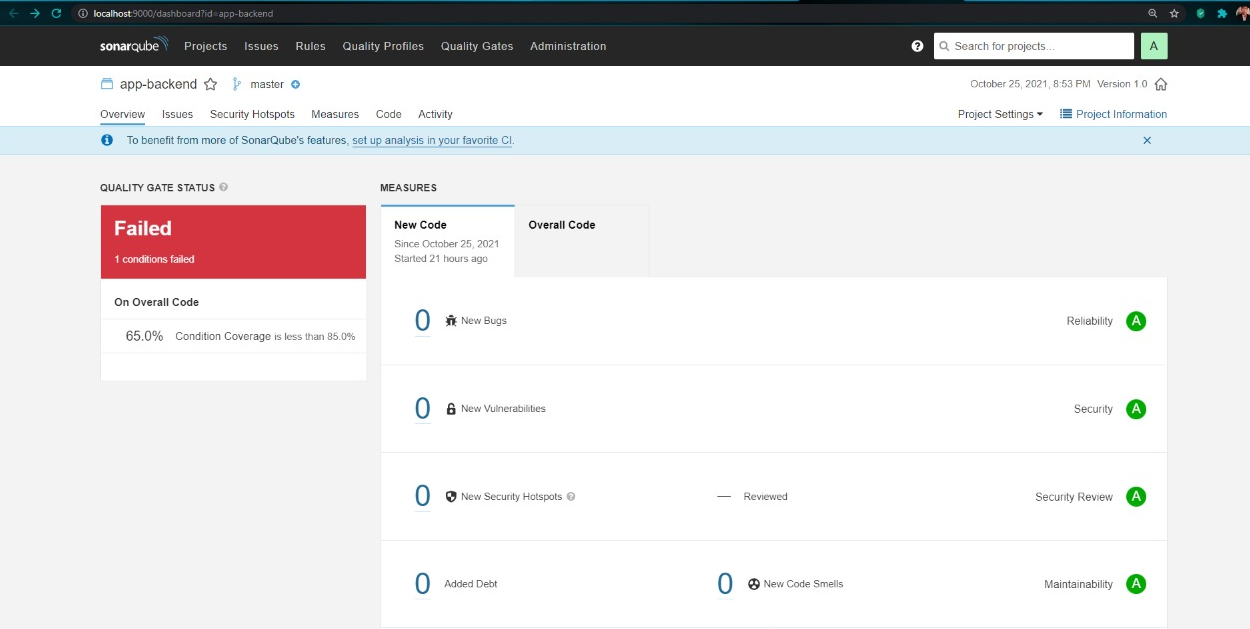 localhost:9000/dashboard?id=app-backend
sonarqube Projects Issues Rules Quality Profiles Quality Gates Administration ? Search for projects... A
app-backend master October 25, 2021, 8:53 PM Version 1.0
Overview Issues Security Hotspots Measures Code Activity Project Settings Project Information
To benefit from more of SonarQube's features, set up analysis in your favorite CI.
QUALITY GATE STATUS ?
MEASURES
Failed
1 conditions failed
On Overall Code
65.0% Condition Coverage is less than 85.0%
New Code
Since October 25, 2021
Started 21 hours ago
Overall Code
0 New Bugs Reliability A
0 New Vulnerabilities Security A
0 New Security Hotspots ? — Reviewed Security Review A
0 Added Debt 0 New Code Smells Maintainability A